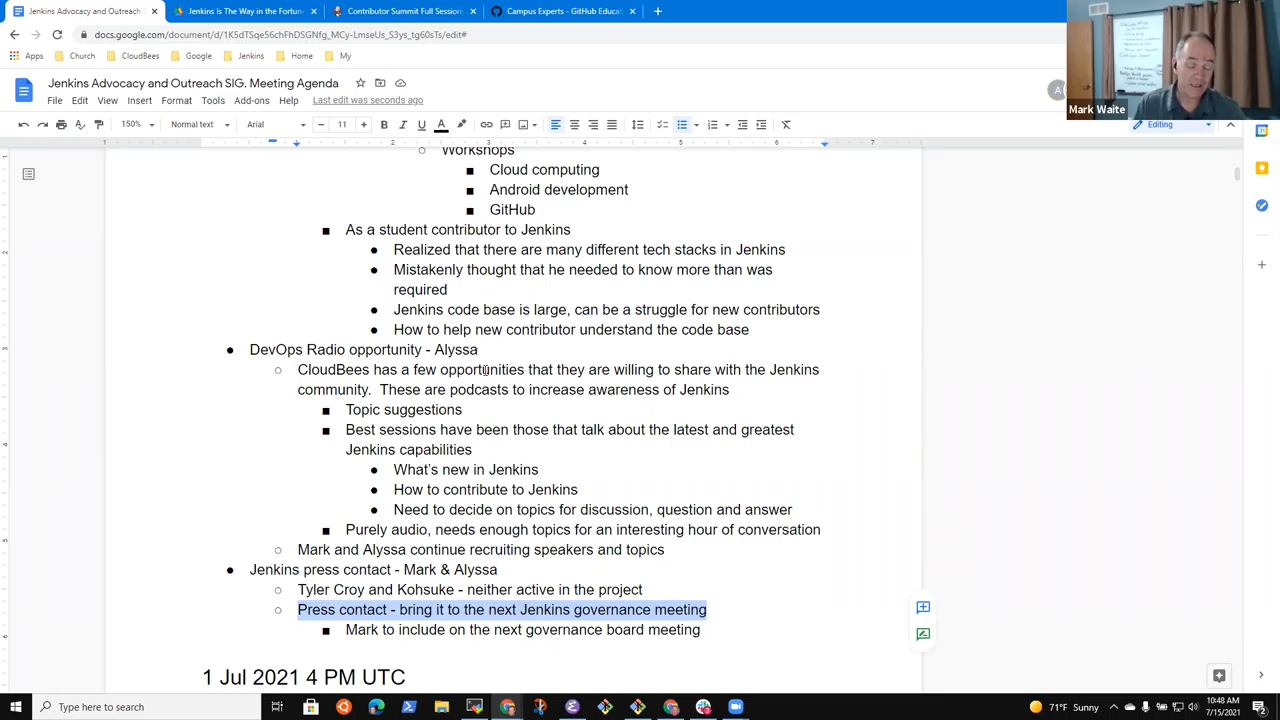 Jenkins Advocacy and Outreach S
Jenkins Is The Way in the Fortune
Contributor Summit Full Session
Campus Experts - GitHub Educat
Apps
Church
CloudBees
Google
Jenkins
Home
My
Jenkins Advocacy and Outreach SIG. Meeting Agenda
File Edit View Insert Format Tools Add-ons Help Last edit was seconds ago
150% Normal text Arial 11 Editing
Mark Waite
Workshops
Cloud computing
Android development
GitHub
As a student contributor to Jenkins
Realized that there are many different tech stacks in Jenkins
Mistakenly thought that he needed to know more than was
required
Jenkins code base is large, can be a struggle for new contributors
How to help new contributor understand the code base
DevOps Radio opportunity - Alyssa
CloudBees has a few opportunities that they are willing to share with the Jenkins
community. These are podcasts to increase awareness of Jenkins
Topic suggestions
Best sessions have been those that talk about the latest and greatest
Jenkins capabilities
What's new in Jenkins
How to contribute to Jenkins
Need to decide on topics for discussion, question and answer
Purely audio, needs enough topics for an interesting hour of conversation
Mark and Alyssa continue recruiting speakers and topics
Jenkins press contact - Mark & Alyssa
Tyler Croy and Kohsuke - neither active in the project
Press contact - bring it to the next Jenkins governance meeting
Mark to include on the next governance board meeting
1 Jul 2021 4 PM UTC
Type here to search
71°F Sunny
10:48 AM
7/15/2021